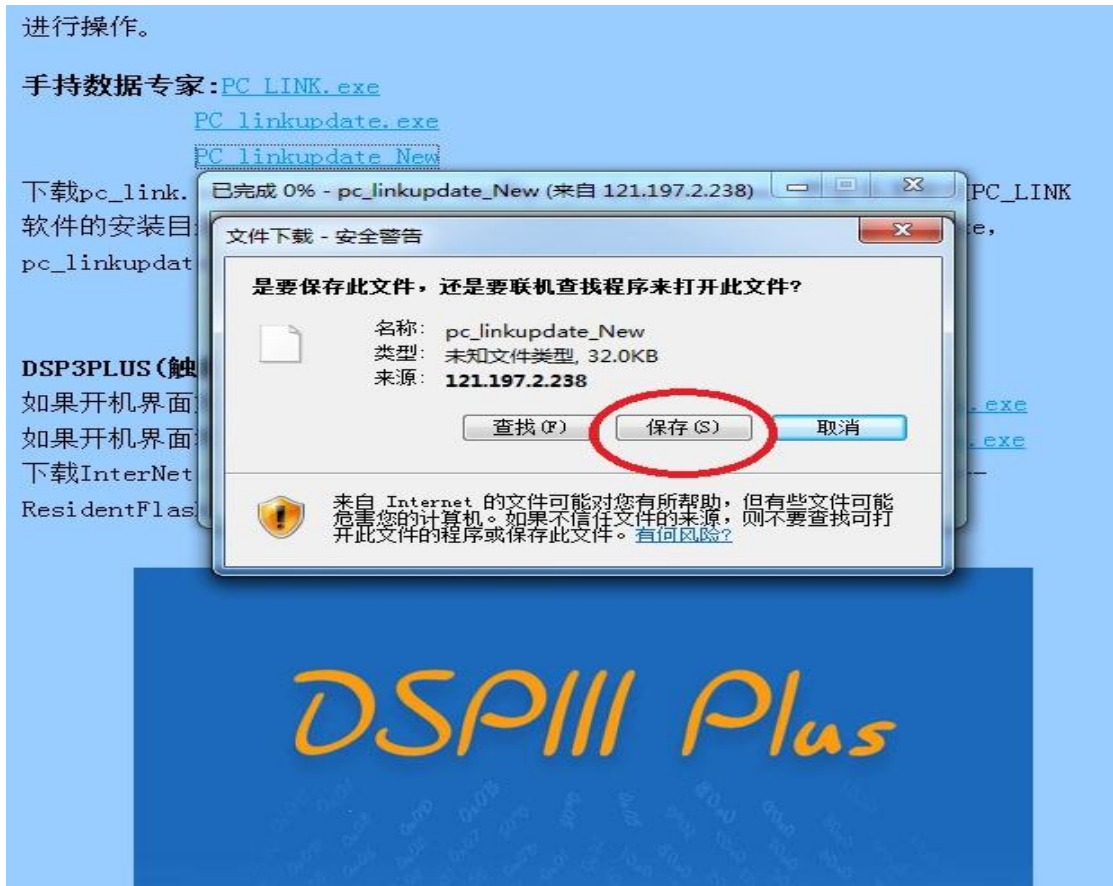 进行操作。
手持数据专家:PC LINK.exe
PC linkupdate.exe
PC linkupdate New
下载pc_link.
已完成 0% - pc_linkupdate_New (来自 121.197.2.238)
PC_LINK
软件的安装目
e,
文件下载 - 安全警告
pc_linkupdat
是要保存此文件，还是要联机查找程序来打开此文件?
名称: pc_linkupdate_New
类型: 未知文件类型, 32.0KB
来源: 121.197.2.238
DSP3PLUS(触
如果开机界面
.exe
查找(F)
保存(S)
取消
如果开机界面
.exe
下载InterNet
ResidentFlas
来自 Internet 的文件可能对您有所帮助，但有些文件可能
危害您的计算机。如果不信任文件的来源，则不要查找可打
开此文件的程序或保存此文件。有何风险?
DSPIII Plus